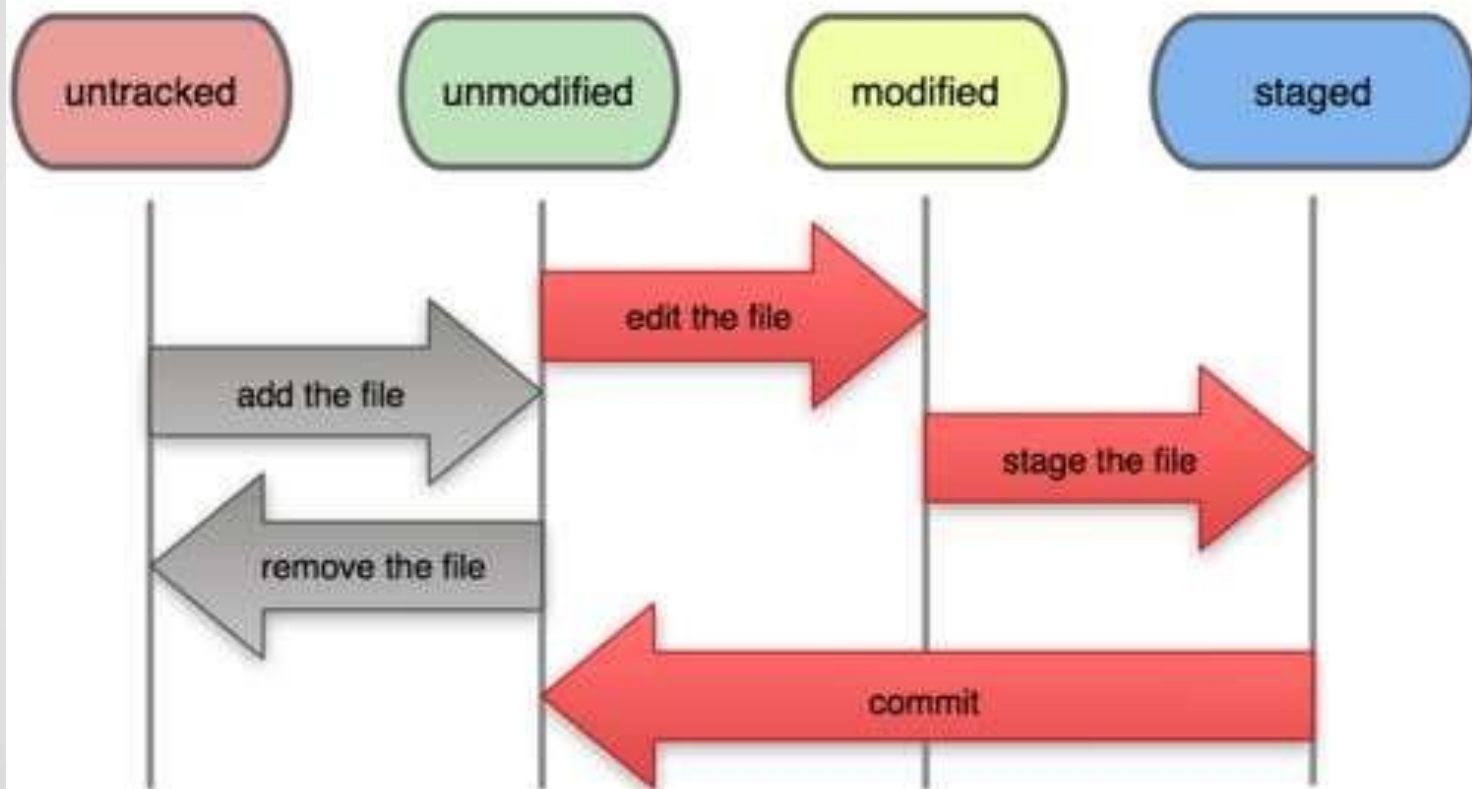 untracked
unmodified
modified
staged
edit the file
add the file
stage the file
remove the file
commit